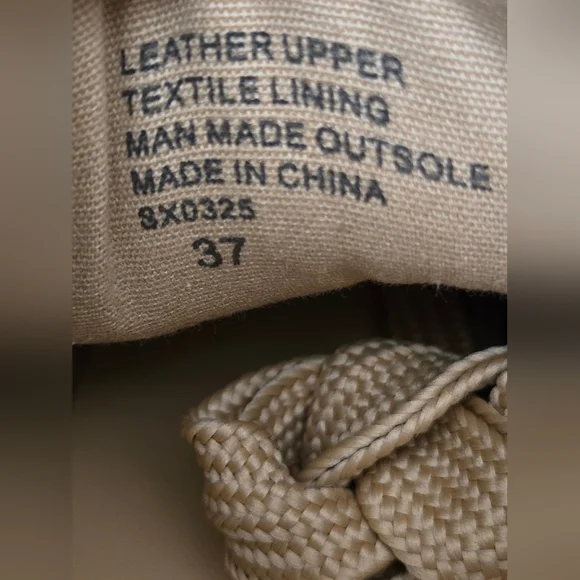 LEATHER UPPER
TEXTILE LINING
MAN MADE OUTSOLE
MADE IN CHINA
SX0325
37